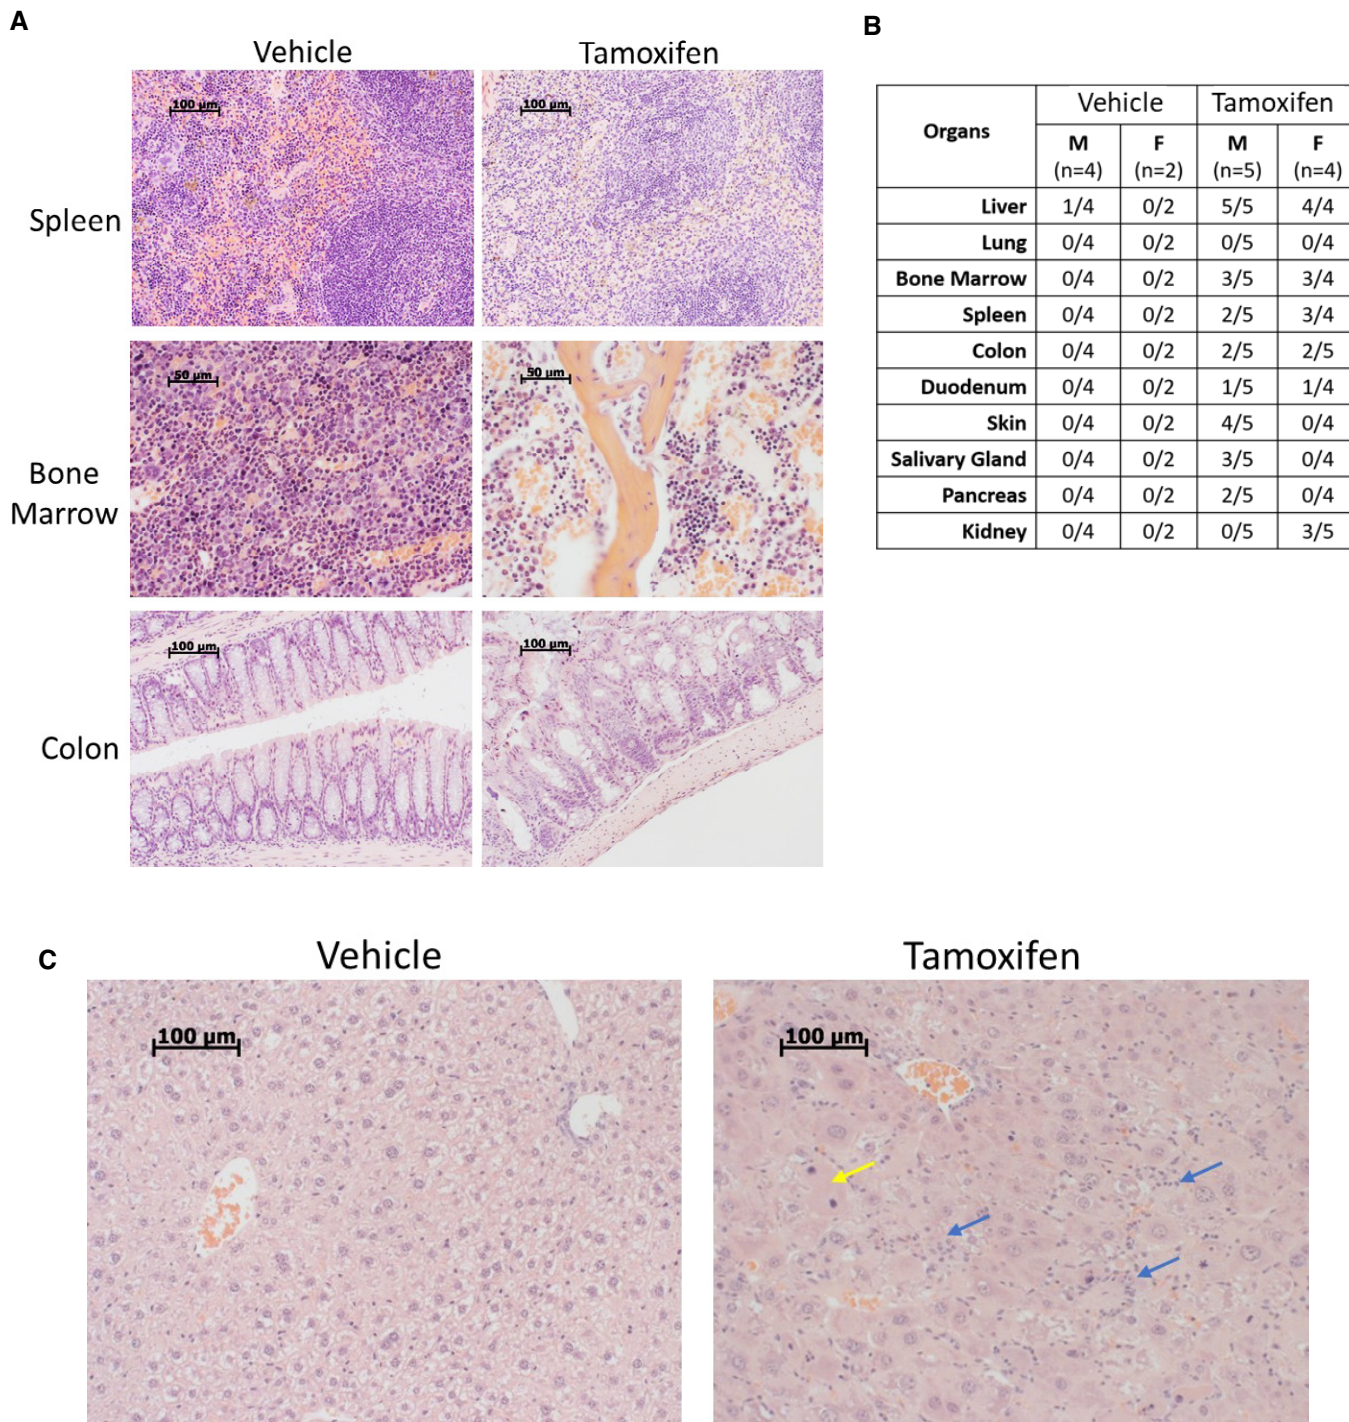 A
Vehicle
Tamoxifen
Spleen
100 µm
100 µm
Bone
Marrow
50 µm
50 µm
Colon
100 µm
100 µm
B
Organs Vehicle Tamoxifen
M F M F
(n=4) (n=2) (n=5) (n=4)
Liver 1/4 0/2 5/5 4/4
Lung 0/4 0/2 0/5 0/4
Bone Marrow 0/4 0/2 3/5 3/4
Spleen 0/4 0/2 2/5 3/4
Colon 0/4 0/2 2/5 2/5
Duodenum 0/4 0/2 1/5 1/4
Skin 0/4 0/2 4/5 0/4
Salivary Gland 0/4 0/2 3/5 0/4
Pancreas 0/4 0/2 2/5 0/4
Kidney 0/4 0/2 0/5 3/5
C
Vehicle
Tamoxifen
100 µm
100 µm